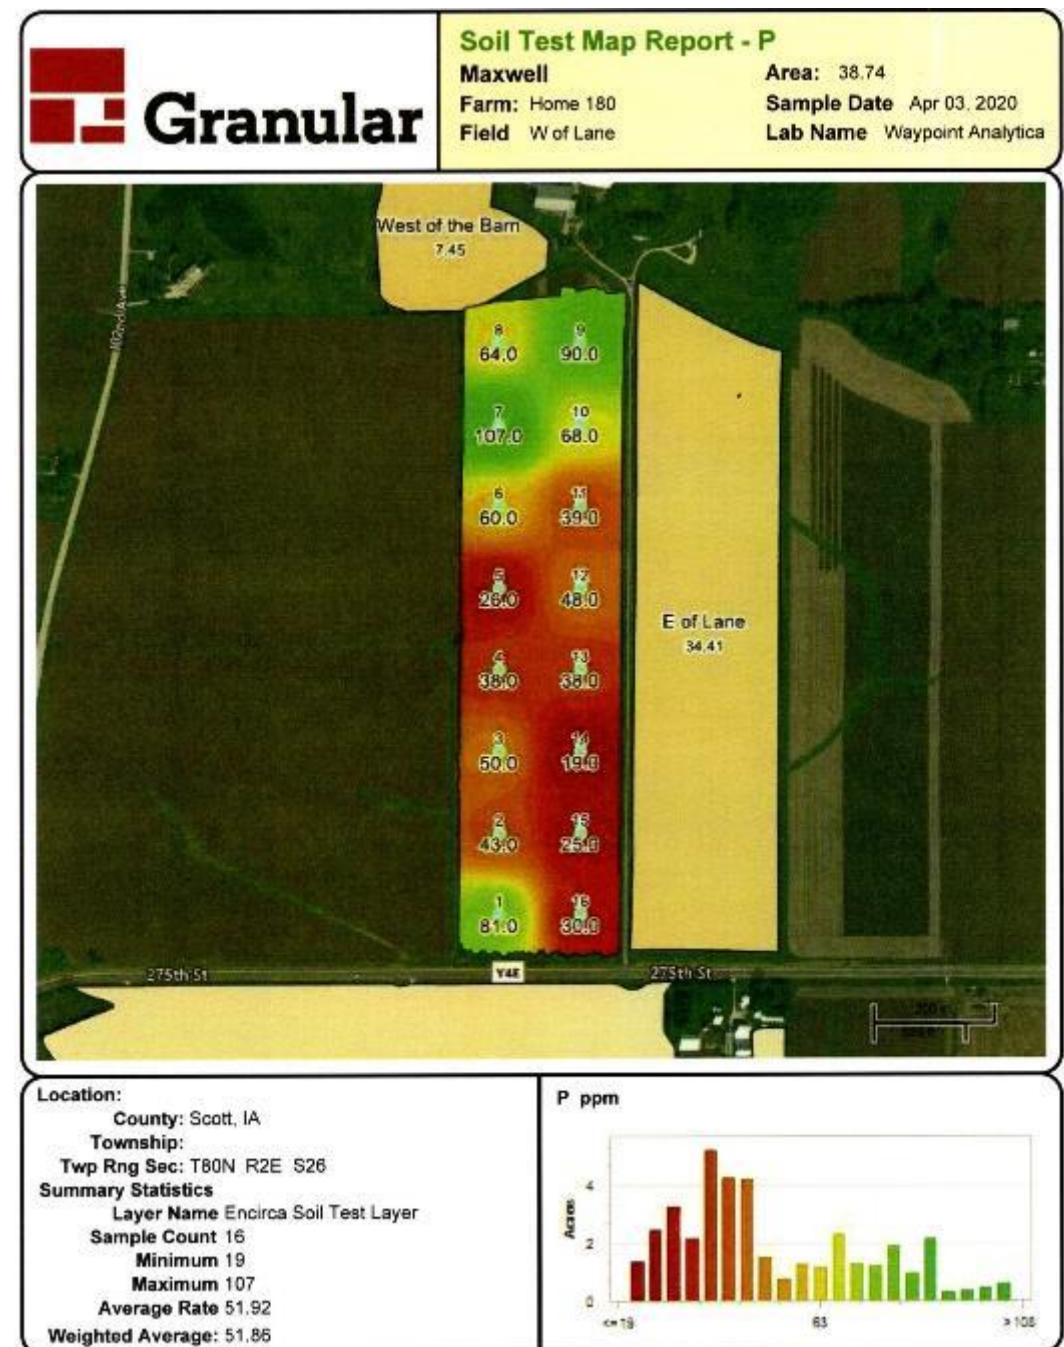 Granular
Soil Test Map Report - P
Maxwell
Area: 38.74
Farm: Home 180
Sample Date Apr 03, 2020
Field W of Lane
Lab Name Waypoint Analytica
West of the Barn
7.45
102nd Ave
8
64.0
9
90.0
7
107.0
10
68.0
6
60.0
11
39.0
5
26.0
12
48.0
E of Lane
34.41
4
38.0
13
38.0
3
50.0
14
19.0
2
43.0
15
25.0
1
81.0
16
30.0
275th St
Y4E
275th St
Location:
County: Scott, IA
Township:
Twp Rng Sec: T80N R2E S26
Summary Statistics
Layer Name Encirca Soil Test Layer
Sample Count 16
Minimum 19
Maximum 107
Average Rate 51.92
Weighted Average: 51.86
P ppm
Acres
4
2
0
<= 19
63
> 108